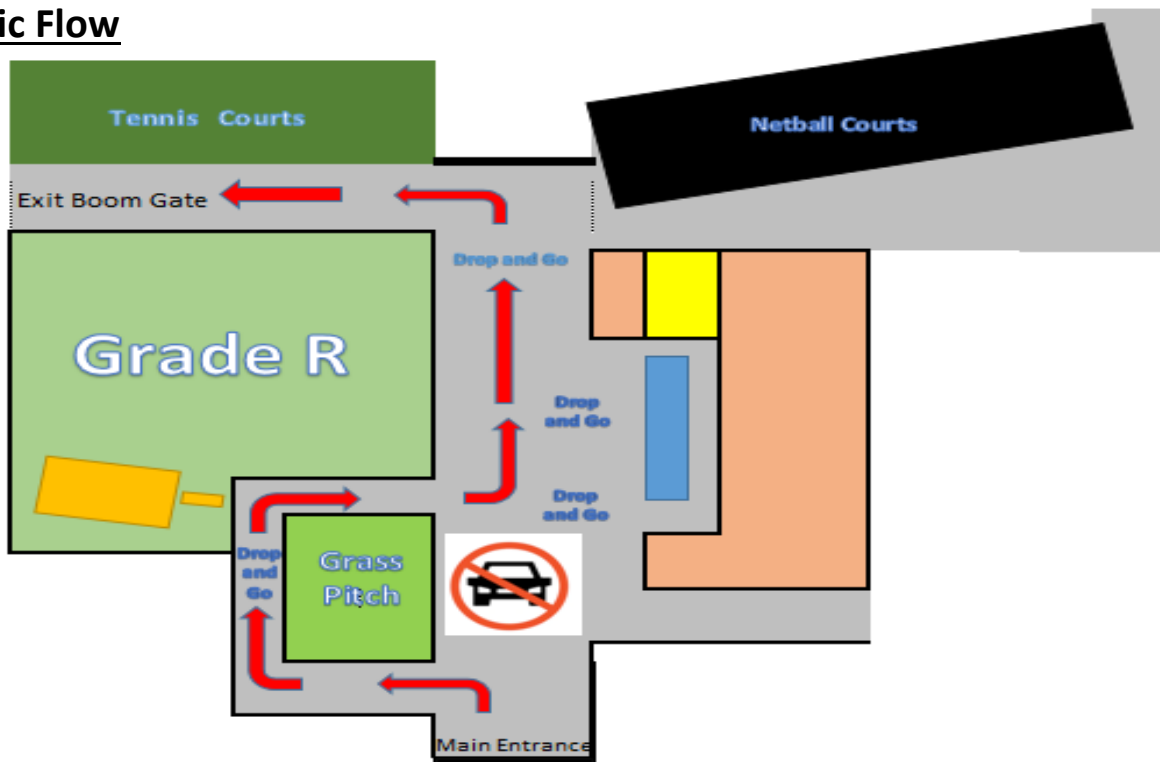 ic Flow
Tennis Courts
Netball Courts
Exit Boom Gate
Drop and Go
Grade R
Drop
and Go
Drop
and Go
Drop
and
Go
Grass
Pitch
Main Entrance